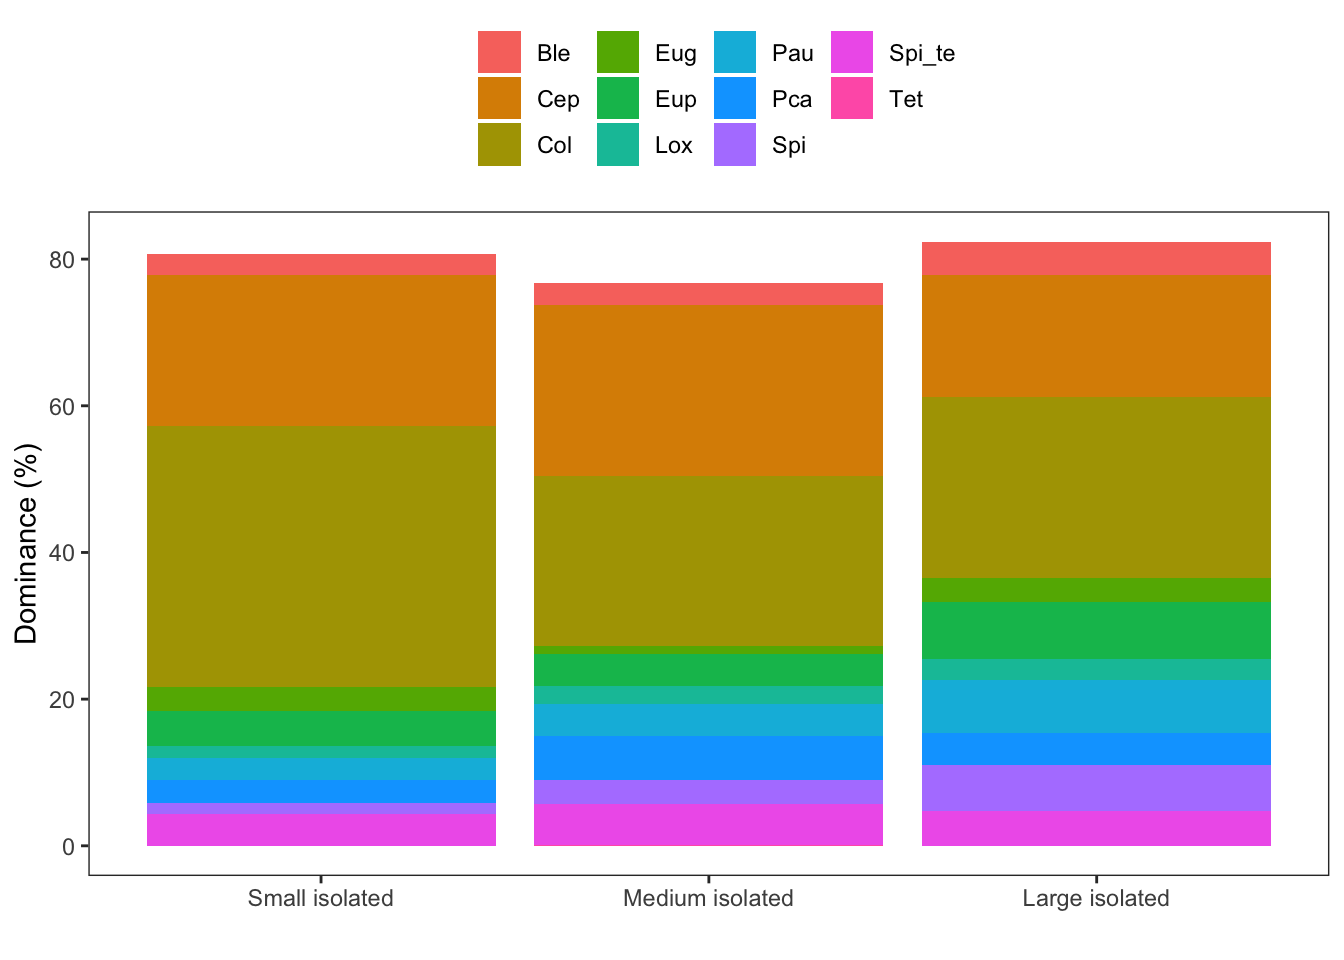 Ble Eug Pau Spi_te
Cep Eup Pca Tet
Col Lox Spi
Dominance (%)
80
60
40
20
0
Small isolated Medium isolated Large isolated